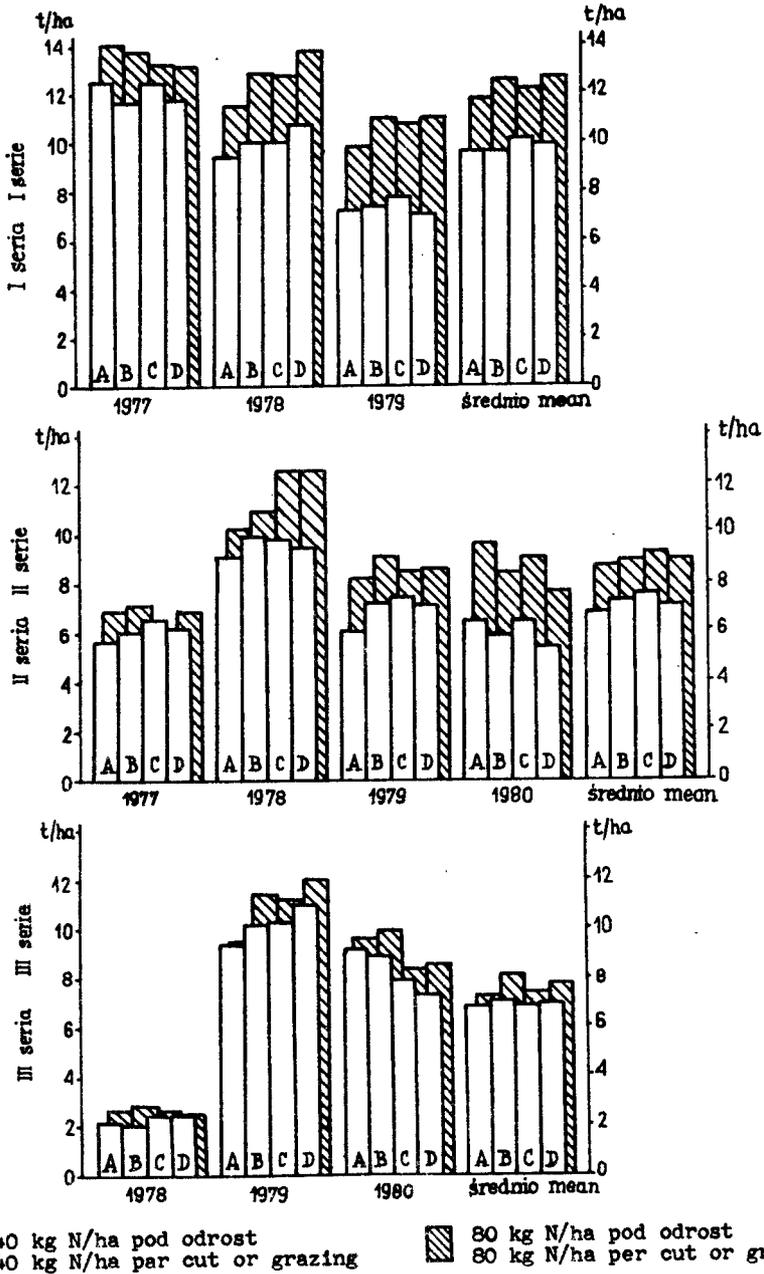 t/ha t/ha
14 14
12 12
10 10
8 8
6 6
4 4
2 2
0 0
I seria I serie
A B C D A B C D A B C D A B C D
1977 1978 1979 średnio mean
t/ha t/ha
12 12
10 10
8 8
6 6
4 4
2 2
0 0
II seria II serie
A B C D A B C D A B C D A B C D A B C D
1977 1978 1979 1980 średnio mean
t/ha t/ha
12 12
10 10
8 8
6 6
4 4
2 2
0 0
III seria III seria
A B C D A B C D A B C D A B C D
1978 1979 1980 średnio mean
40 kg N/ha pod odrost 80 kg N/ha pod odrost
40 kg N/ha par cut or grazing 80 kg N/ha per cut or gr